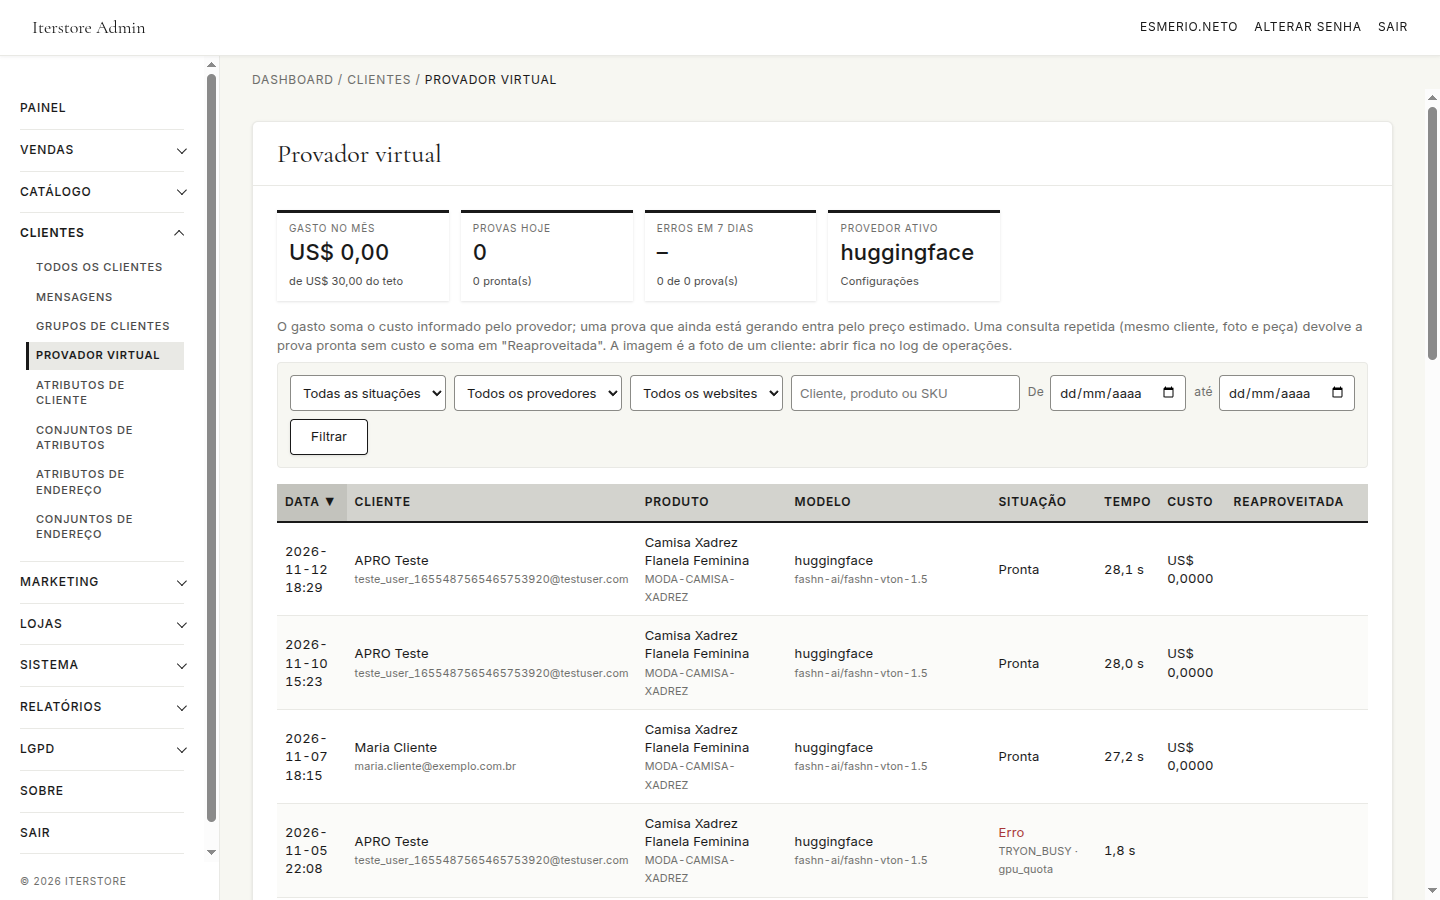 Iterstore Admin
ESMERIO.NETO ALTERAR SENHA SAIR
PAINEL
VENDAS
CATÁLOGO
CLIENTES
TODOS OS CLIENTES
MENSAGENS
GRUPOS DE CLIENTES
PROVADOR VIRTUAL
ATRIBUTOS DE
CLIENTE
CONJUNTOS DE
ATRIBUTOS
ATRIBUTOS DE
ENDEREÇO
CONJUNTOS DE
ENDEREÇO
MARKETING
LOJAS
SISTEMA
RELATÓRIOS
LGPD
SOBRE
SAIR
© 2026 ITERSTORE
DASHBOARD / CLIENTES / PROVADOR VIRTUAL
Provador virtual
GASTO NO MÊS
US$ 0,00
de US$ 30,00 do teto
PROVAS HOJE
0
0 pronta(s)
ERROS EM 7 DIAS
–
0 de 0 prova(s)
PROVEDOR ATIVO
huggingface
Configurações
O gasto soma o custo informado pelo provedor; uma prova que ainda está gerando entra pelo preço estimado. Uma consulta repetida (mesmo cliente, foto e peça) devolve a
prova pronta sem custo e soma em "Reaproveitada". A imagem é a foto de um cliente: abrir fica no log de operações.
Todas as situações Todos os provedores Todos os websites Cliente, produto ou SKU De dd/mm/aaaa até dd/mm/aaaa
Filtrar
DATA ▼ CLIENTE PRODUTO MODELO SITUAÇÃO TEMPO CUSTO REAPROVEITADA
2026-
11-12
18:29
APRO Teste
teste_user_1655487565465753920@testuser.com
Camisa Xadrez
Flanela Feminina
MODA-CAMISA-
XADREZ
huggingface
fashn-ai/fashn-vton-1.5
Pronta
28,1 s
US$
0,0000
2026-
11-10
15:23
APRO Teste
teste_user_1655487565465753920@testuser.com
Camisa Xadrez
Flanela Feminina
MODA-CAMISA-
XADREZ
huggingface
fashn-ai/fashn-vton-1.5
Pronta
28,0 s
US$
0,0000
2026-
11-07
18:15
Maria Cliente
maria.cliente@exemplo.com.br
Camisa Xadrez
Flanela Feminina
MODA-CAMISA-
XADREZ
huggingface
fashn-ai/fashn-vton-1.5
Pronta
27,2 s
US$
0,0000
2026-
11-05
22:08
APRO Teste
teste_user_1655487565465753920@testuser.com
Camisa Xadrez
Flanela Feminina
MODA-CAMISA-
XADREZ
huggingface
fashn-ai/fashn-vton-1.5
Erro
TRYON_BUSY ·
gpu_quota
1,8 s